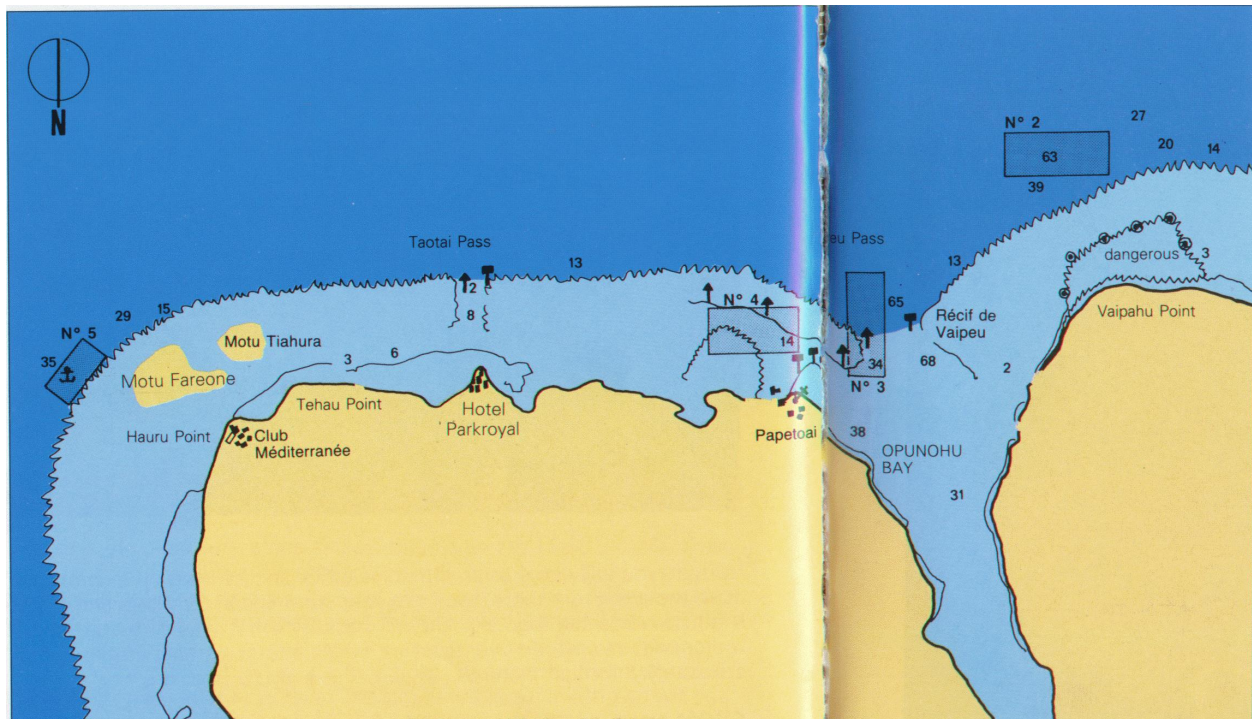 N
N° 2
27
63
20
14
39
Taotai Pass
13
eu Pass
13
dangerous
3
2
8
N° 4
14
65
Récif de
Vaipeu
Vaipahu Point
29
15
N° 5
35
Motu Tiahura
Motu Fareone
3
6
34
N° 3
68
2
Tehau Point
Hotel
Parkroyal
Hauru Point
Club
Méditerranée
Papetoai
38
OPUNOHU
BAY
31